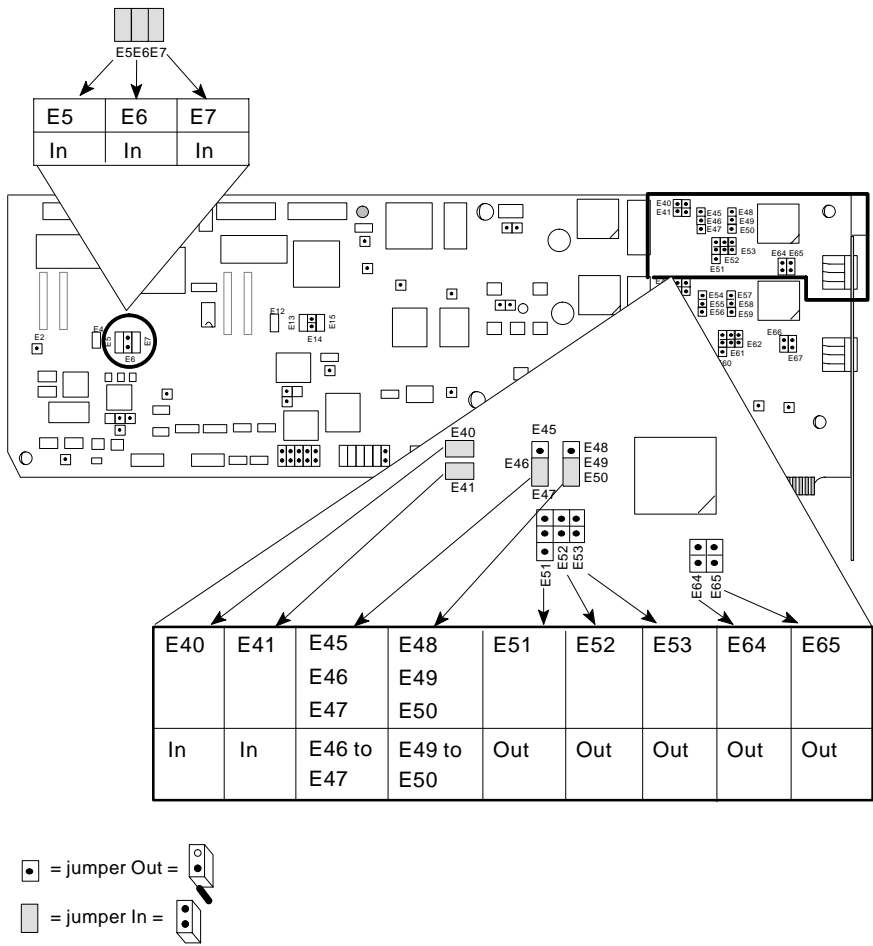 E5E6E7
E5 E6 E7
In In In
E40
E41
E45
E46
E47
E48
E49
E50
E53
E52
E51
E64 E65
E54
E55
E56
E57
E58
E59
E62
E61
60
E66
E67
E2
E4
E5
E6
E7
E12
E13
E14
E15
E40
E41
E45
E46
E47
E48
E49
E50
E51
E52
E53
E64
E65
E40 E41 E45 E48 E51 E52 E53 E64 E65
E46 E49
E47 E50
In In E46 to E49 to Out Out Out Out Out
E47 E50
= jumper Out =
= jumper In =